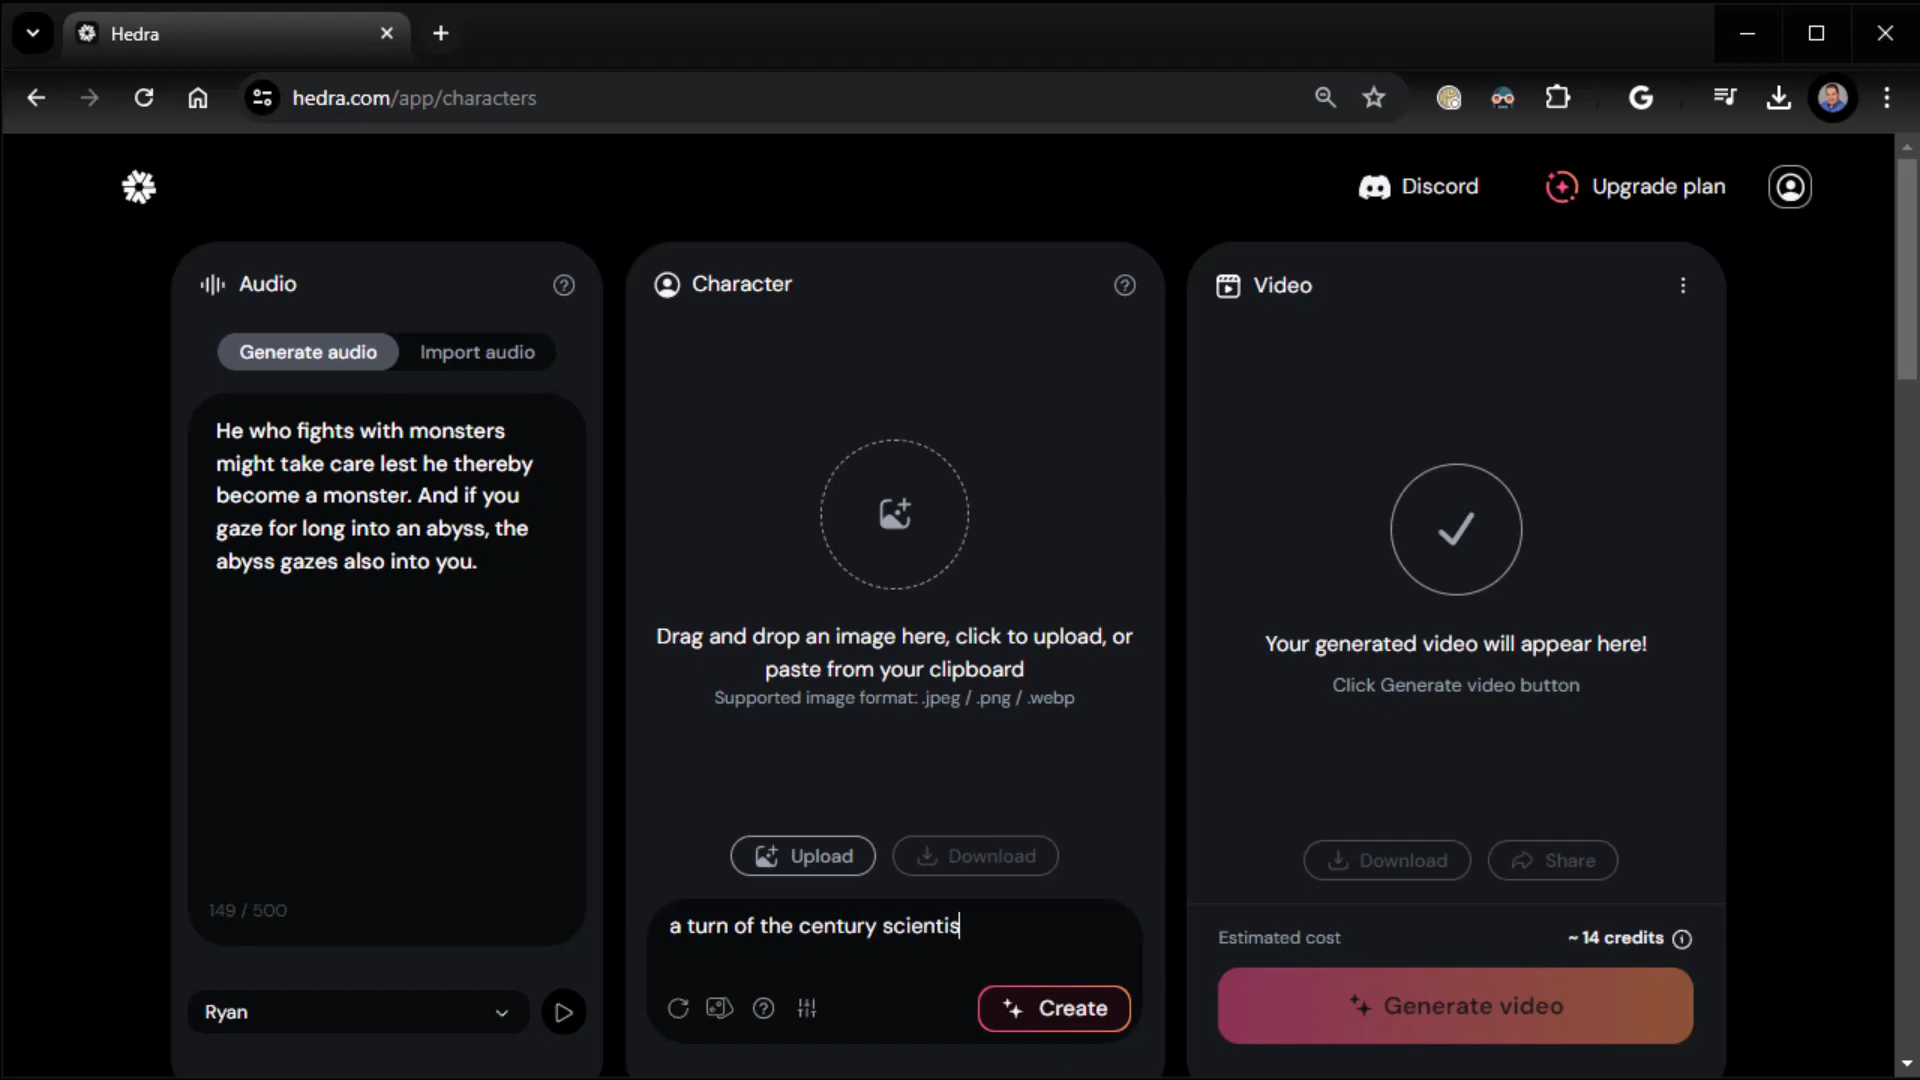 Hedra
hedra.com/app/characters
Discord
Upgrade plan
Audio
Generate audio
Import audio
He who fights with monsters
might take care lest he thereby
become a monster. And if you
gaze for long into an abyss, the
abyss gazes also into you.
149 / 500
Ryan
Character
Drag and drop an image here, click to upload, or
paste from your clipboard
Supported image format: .jpeg / .png / .webp
Upload
Download
a turn of the century scientis
Create
Video
Your generated video will appear here!
Click Generate video button
Download
Share
Estimated cost
~ 14 credits
Generate video